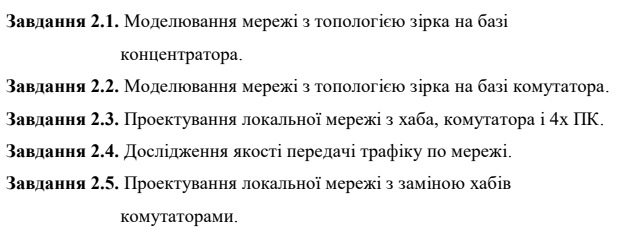 Завдання 2.1. Моделювання мережі з топологією зірка на базі
концентратора.
Завдання 2.2. Моделювання мережі з топологією зірка на базі комутатора.
Завдання 2.3. Проектування локальної мережі з хаба, комутатора і 4х ПК.
Завдання 2.4. Дослідження якості передачі трафіку по мережі.
Завдання 2.5. Проектування локальної мережі з заміною хабів
комутаторами.